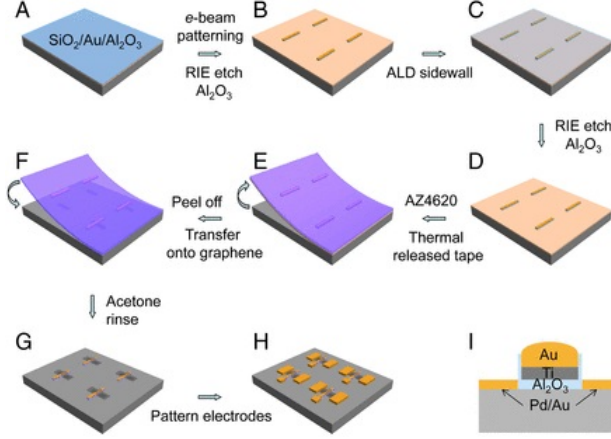 A
SiO2/Au/Al2O3
e-beam
patterning
RIE etch
Al2O3
B
ALD sidewall
C
RIE etch
Al2O3
D
AZ4620
Thermal
released tape
E
Peel off
Transfer
onto graphene
F
Acetone
rinse
G
Pattern electrodes
H
I
Au
Ti
Al2O3
Pd/Au